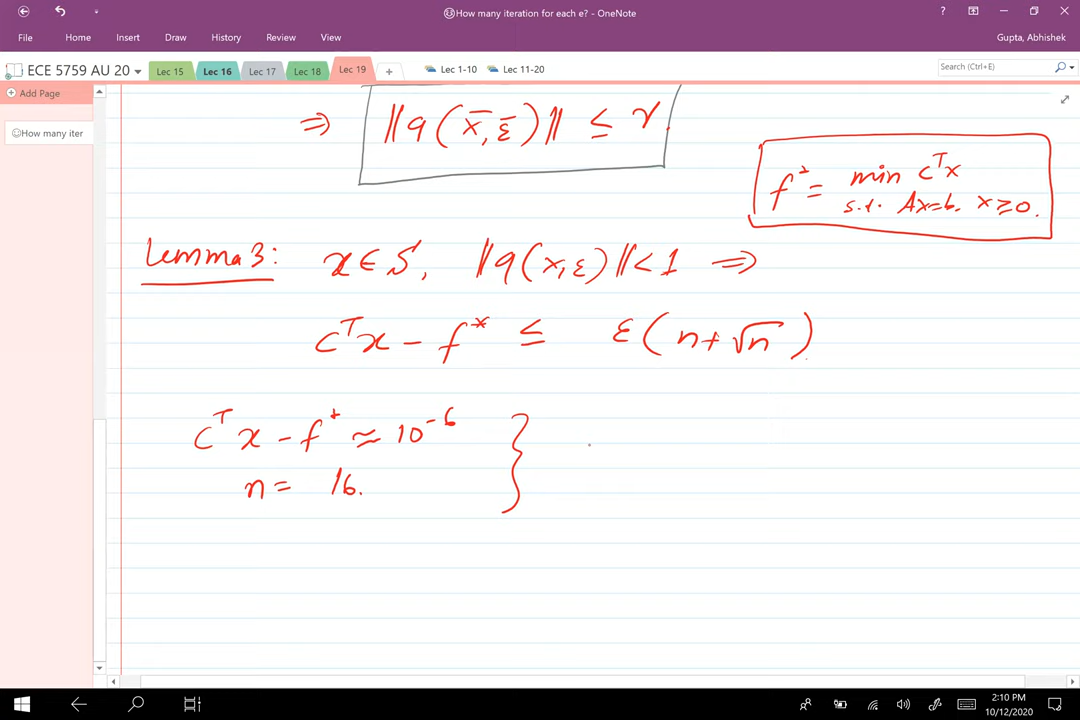 How many iteration for each e? - OneNote
File Home Insert Draw History Review View
Gupta, Abhishek
ECE 5759 AU 20
Lec 15 Lec 16 Lec 17 Lec 18 Lec 19
Lec 1-10 Lec 11-20
Search (Ctrl+E)
Add Page
How many iter
⇒ ‖q(x̄, ε̄)‖ ≤ γ.
f* = min cᵀx
s.t. Ax=b, x≥0.
Lemma 3: x ∈ S, ‖q(x,ε)‖<1 ⇒
cᵀx − f* ≤ ε(n+√n)
cᵀx − f* ≈ 10⁻⁶
n = 16.
2:10 PM
10/12/2020